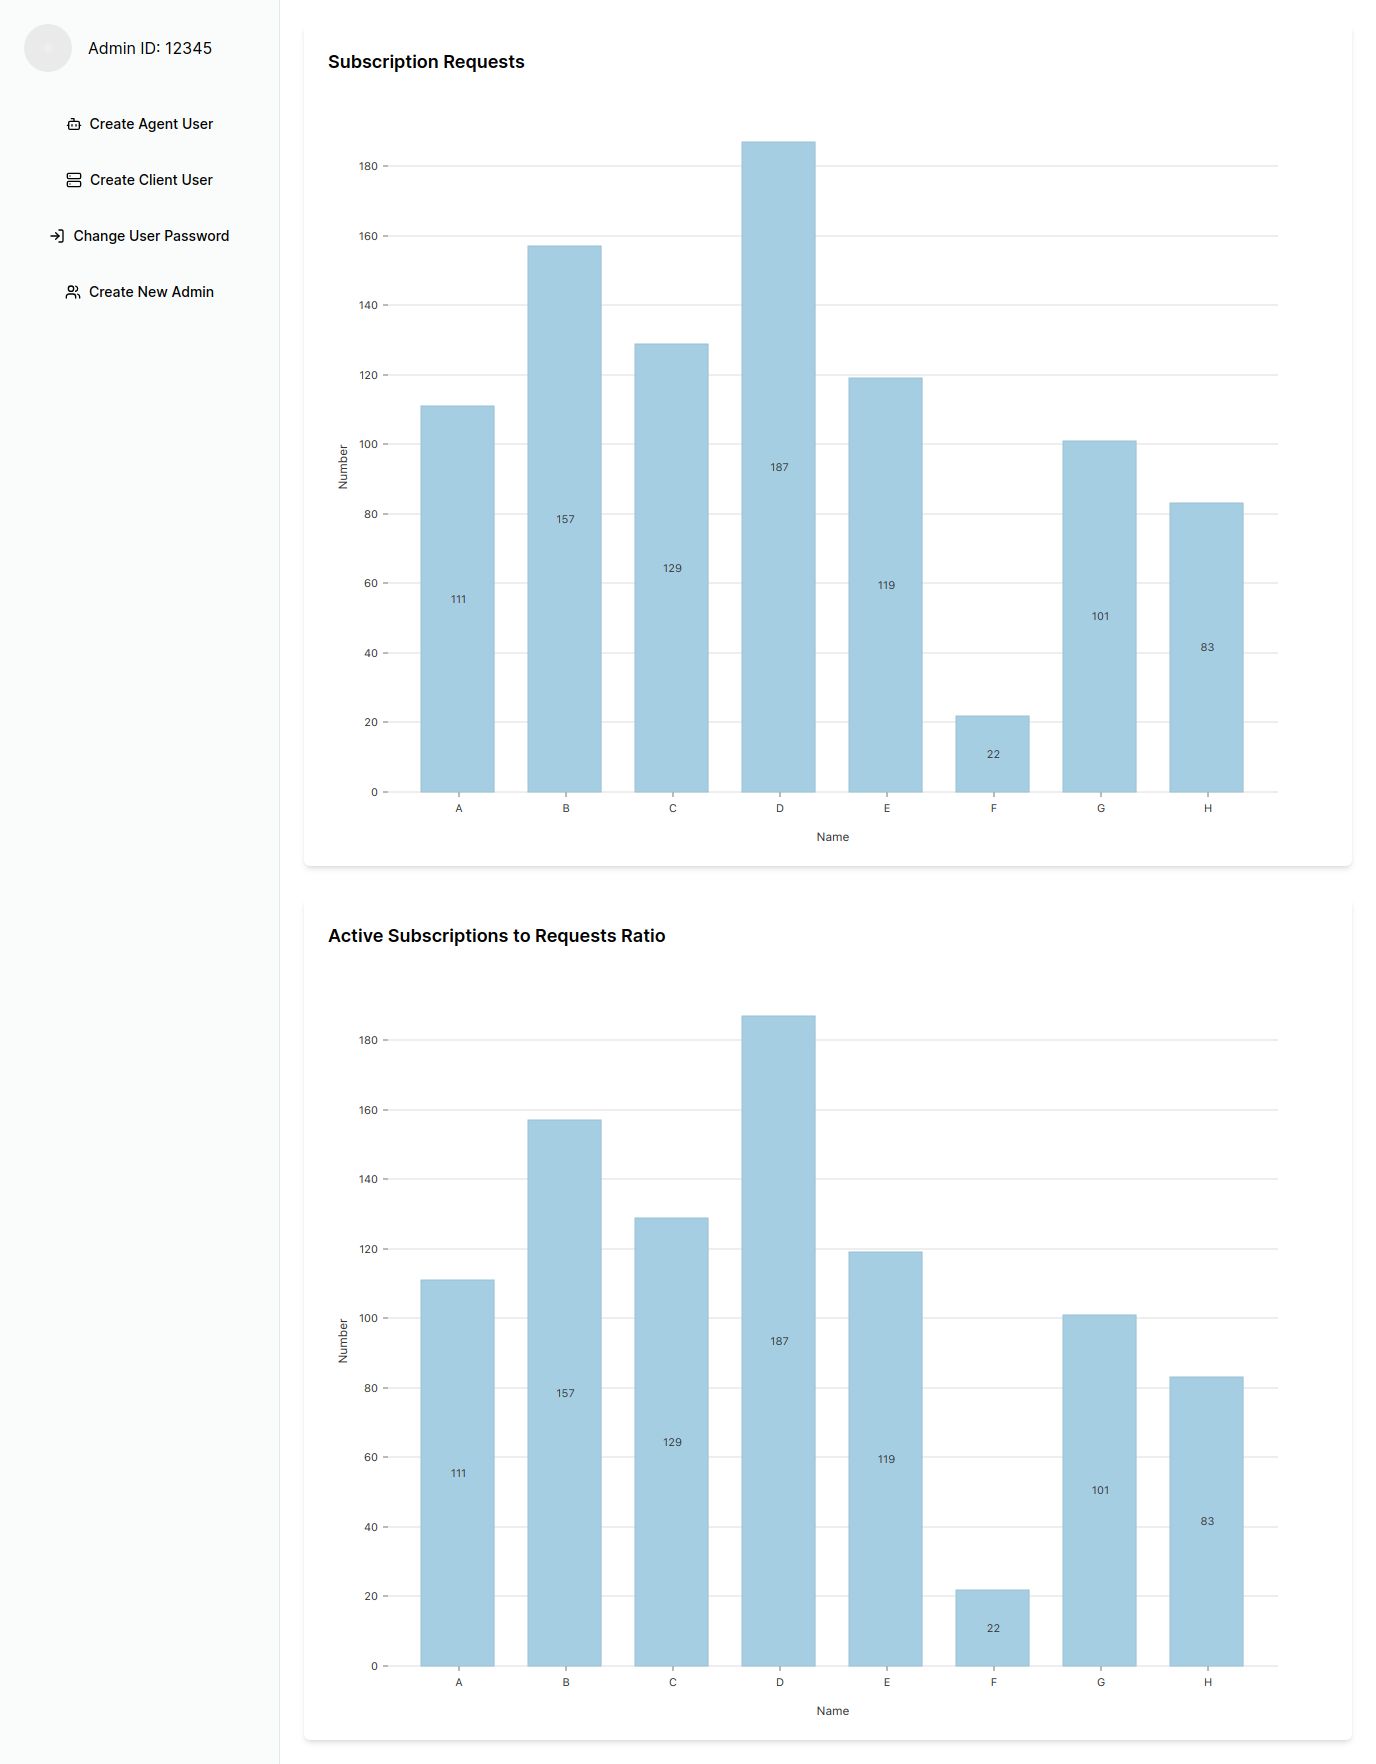 Admin ID: 12345
Create Agent User
Create Client User
Change User Password
Create New Admin
Subscription Requests
180
160
140
120
100
80
60
40
20
0
Number
111
157
129
187
119
22
101
83
A B C D E F G H
Name
Active Subscriptions to Requests Ratio
180
160
140
120
100
80
60
40
20
0
Number
111
157
129
187
119
22
101
83
A B C D E F G H
Name